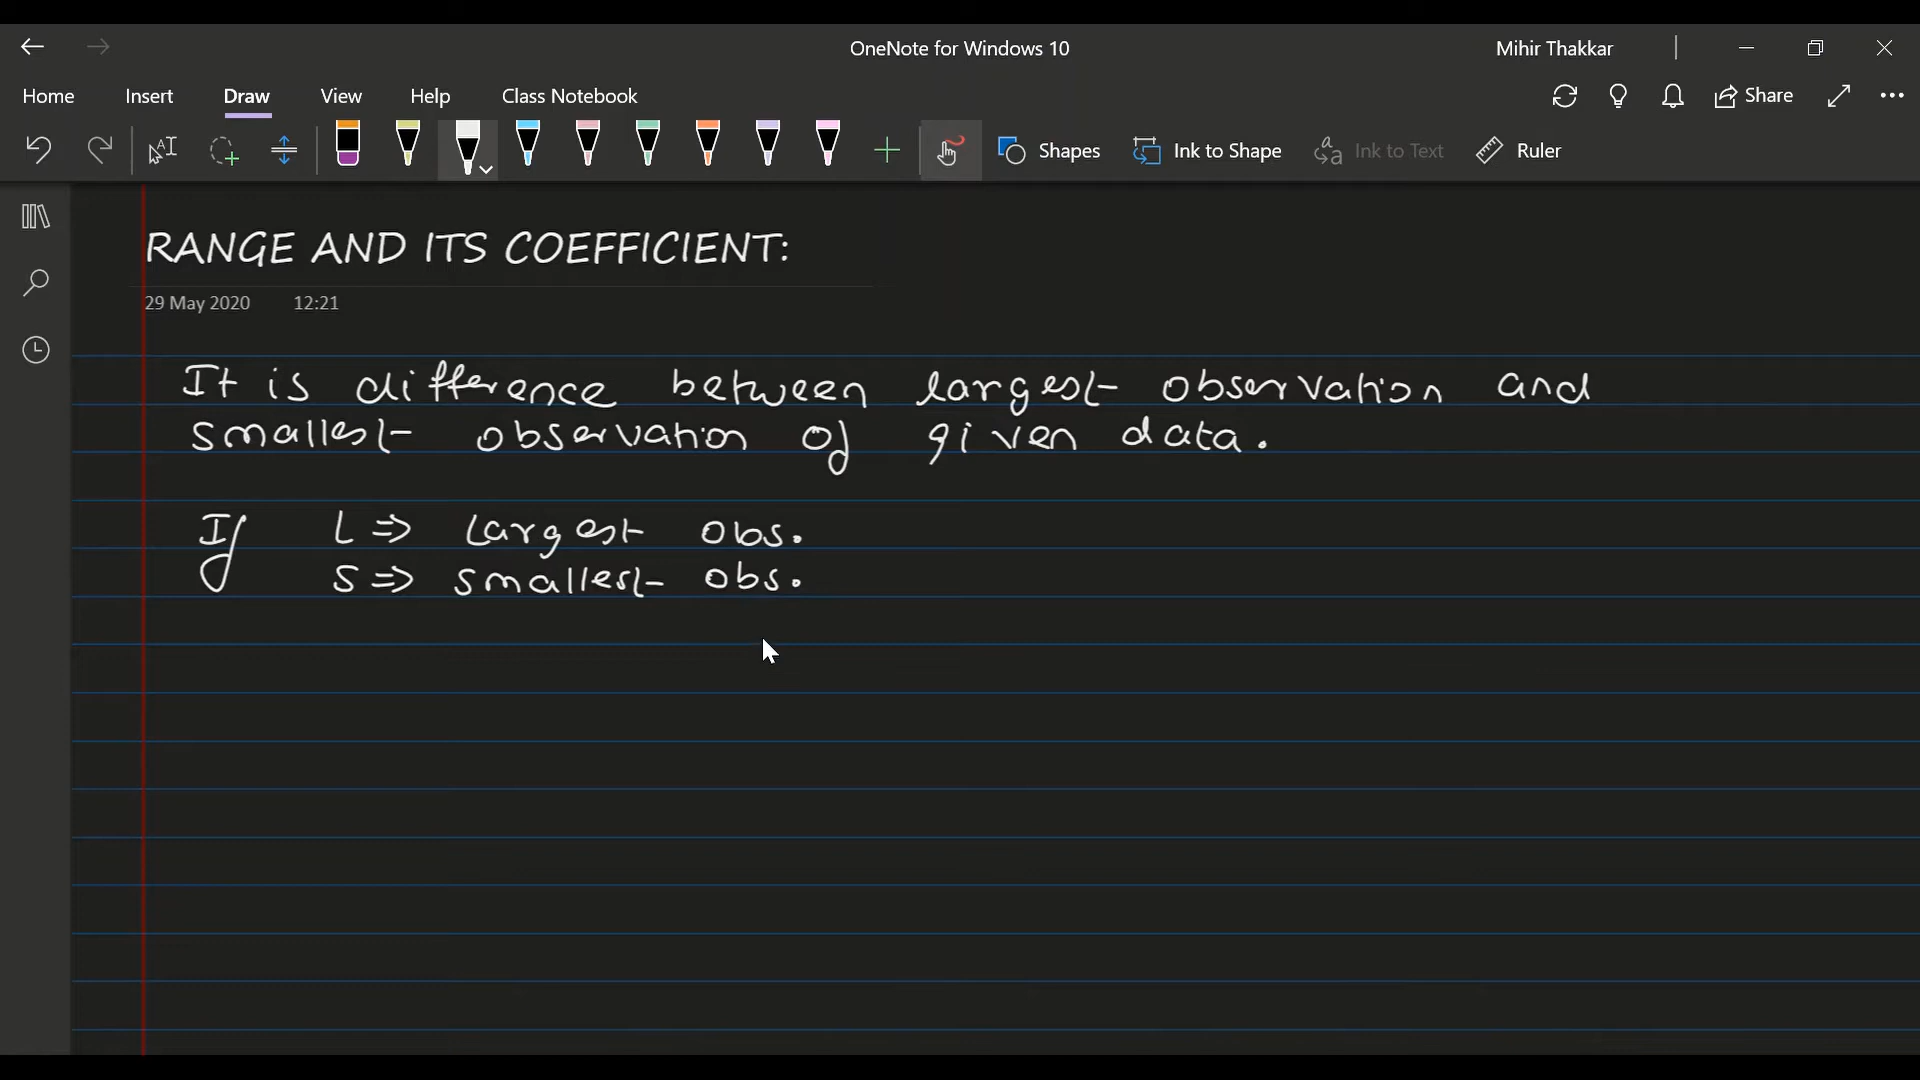 OneNote for Windows 10
Mihir Thakkar
Home Insert Draw View Help Class Notebook Share
Shapes Ink to Shape Ink to Text Ruler
RANGE AND ITS COEFFICIENT:
29 May 2020 12:21
It is difference between largest observation and
smallest observation of given data.
If L ⇒ Largest obs.
S ⇒ smallest obs.